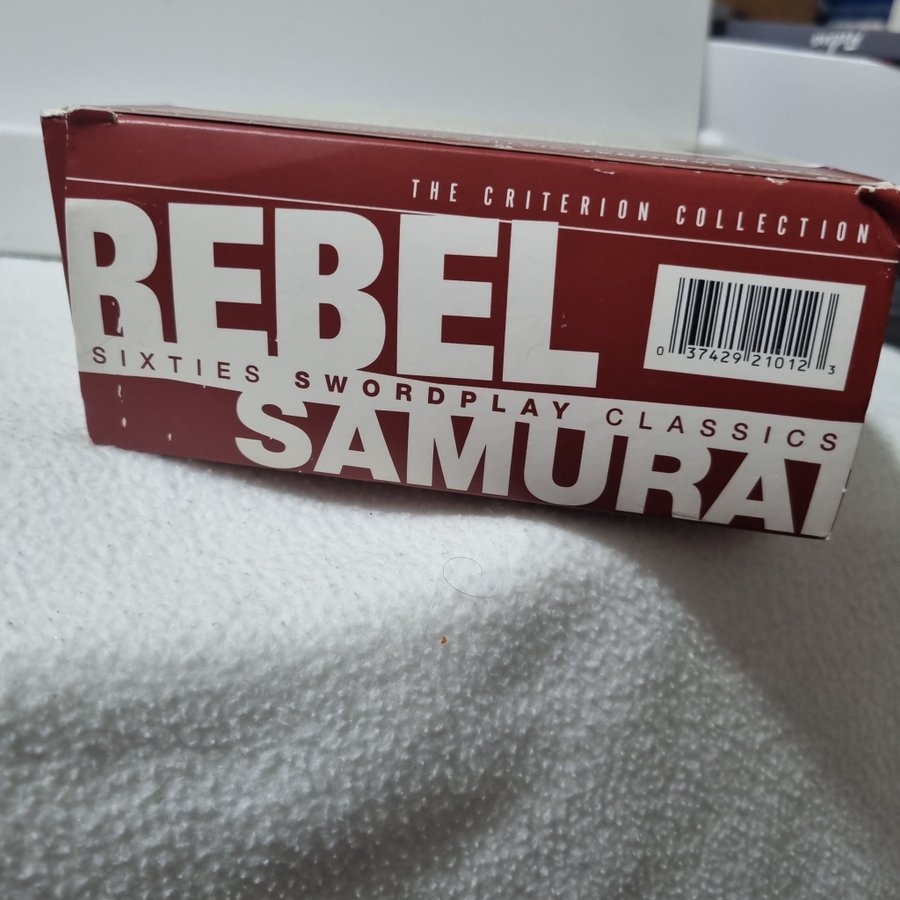 THE CRITERION COLLECTION
REBEL
0 37429 21012 3
SIXTIES SWORDPLAY CLASSICS
SAMURAI